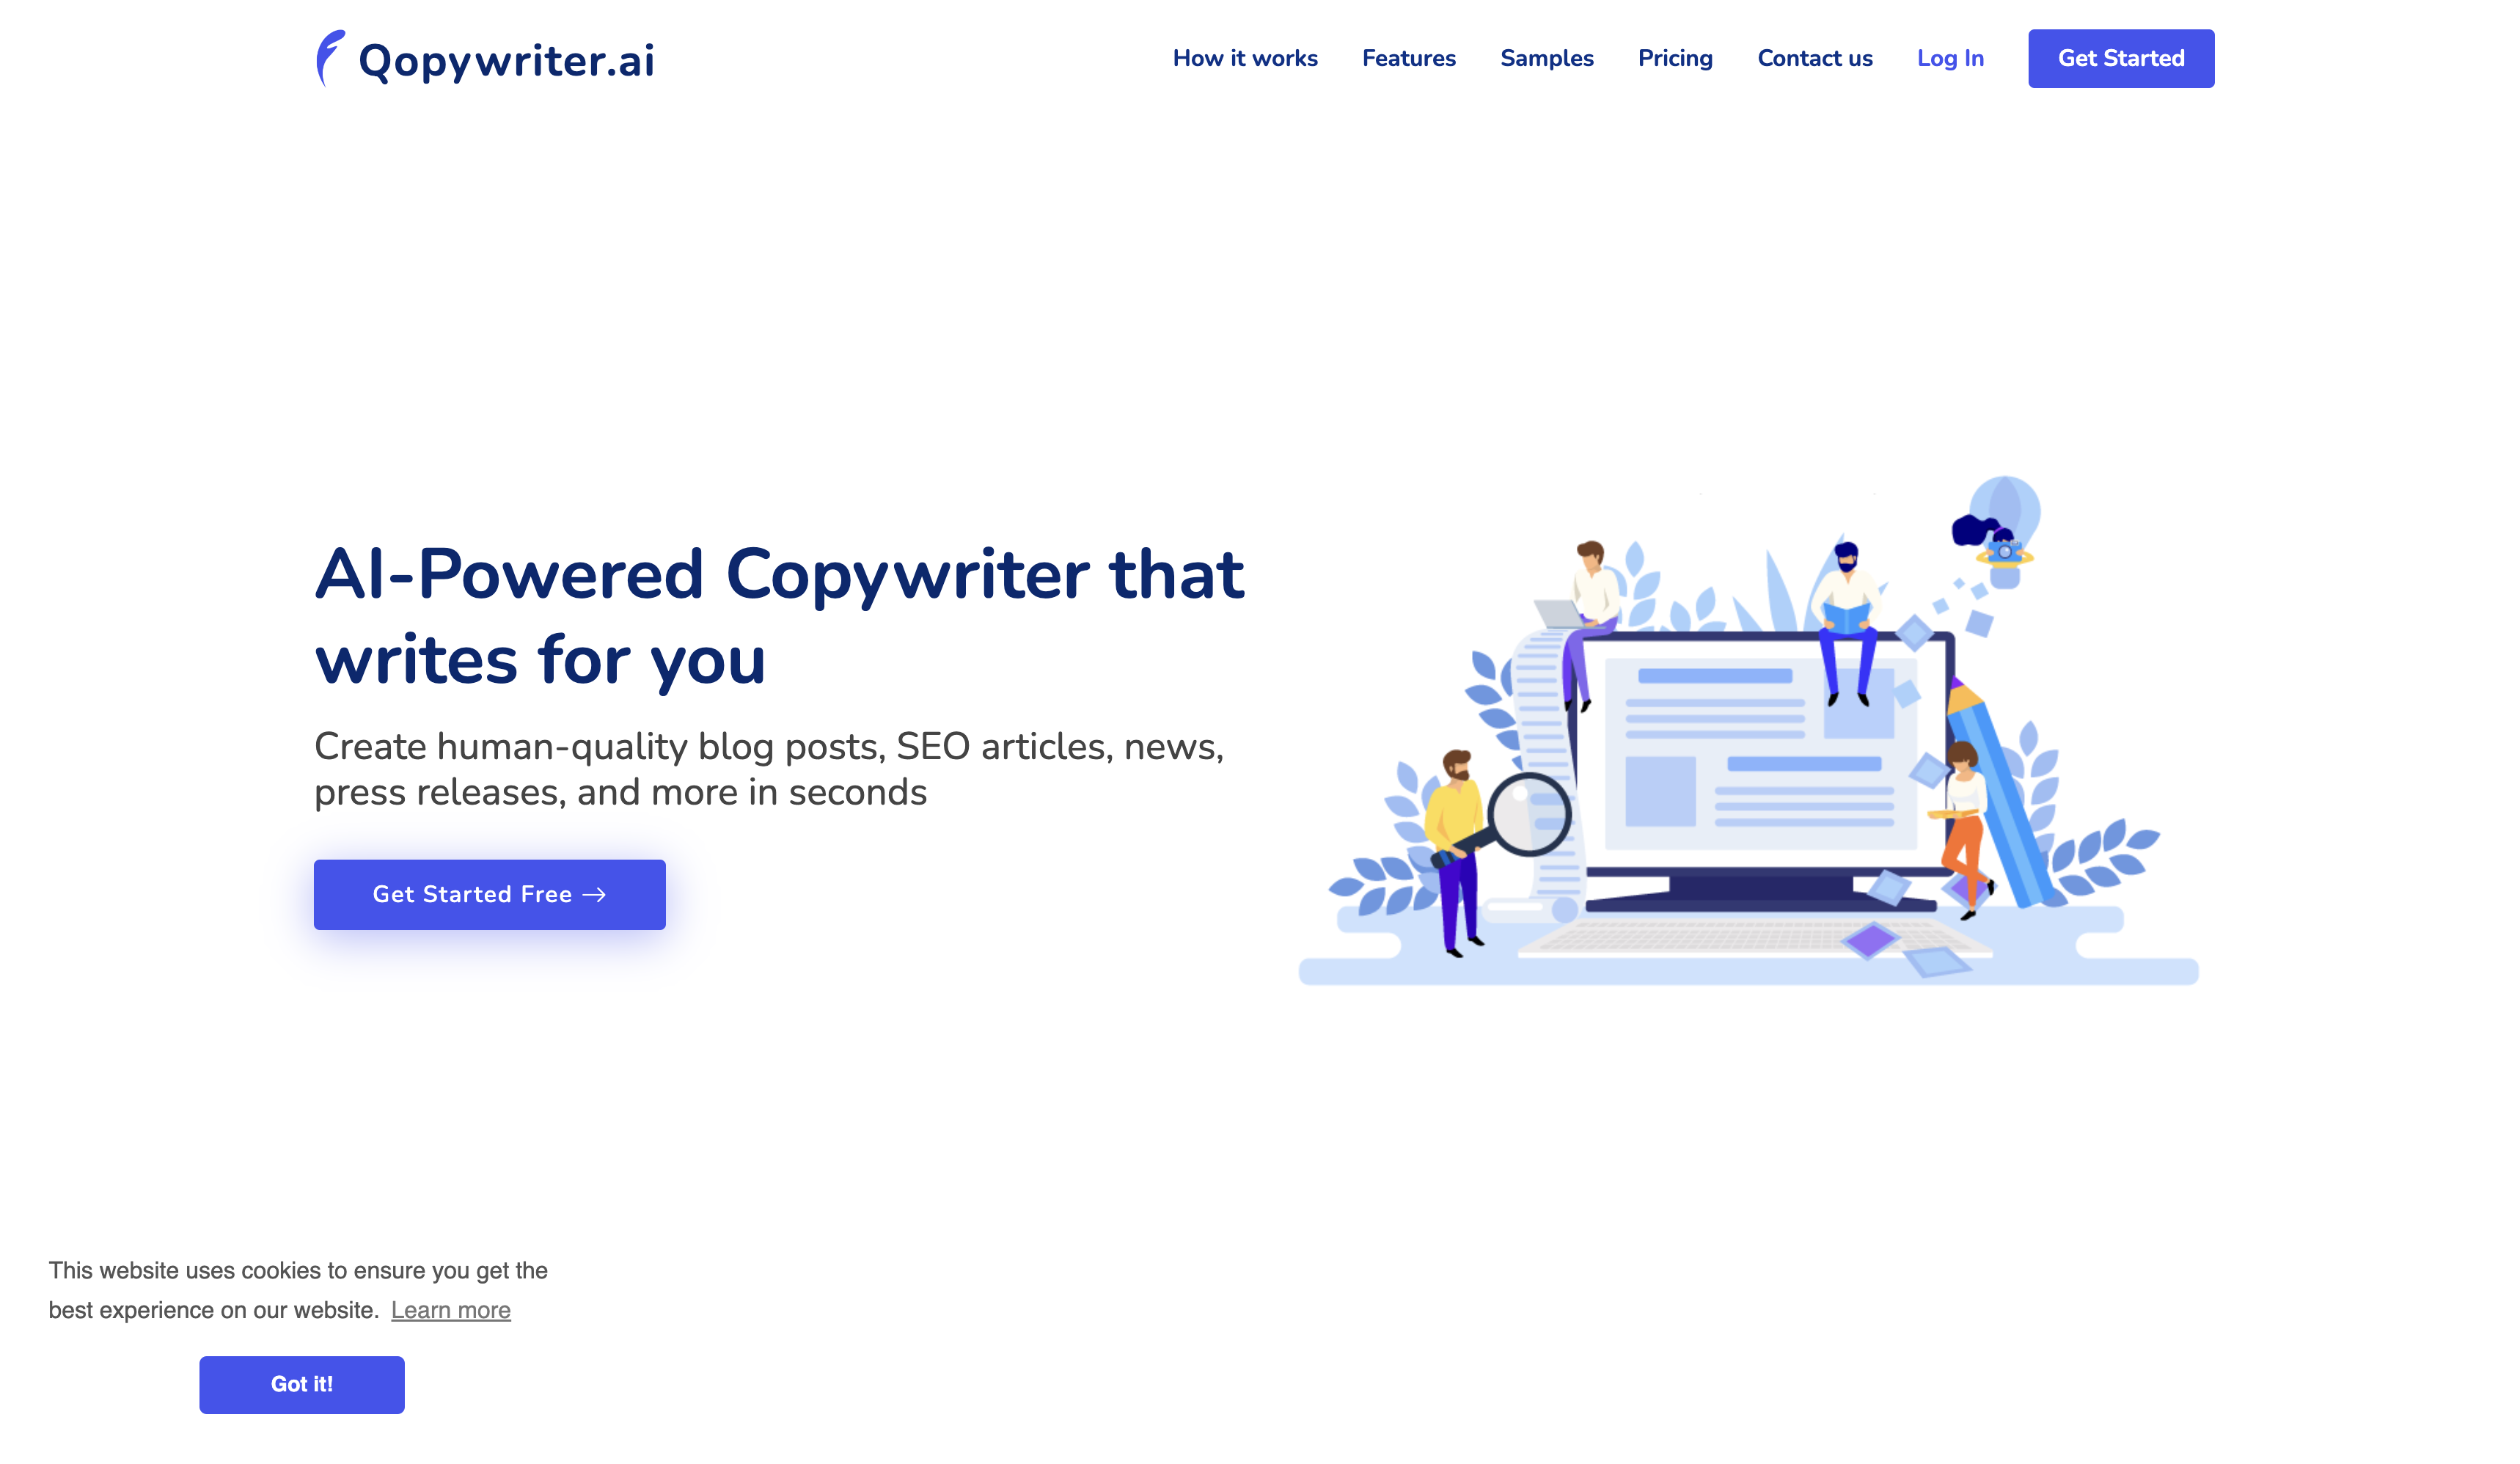 Qopywriter.ai
How it works
Features
Samples
Pricing
Contact us
Log In
Get Started
AI-Powered Copywriter that
writes for you
Create human-quality blog posts, SEO articles, news,
press releases, and more in seconds
Get Started Free →
This website uses cookies to ensure you get the
best experience on our website. Learn more
Got it!